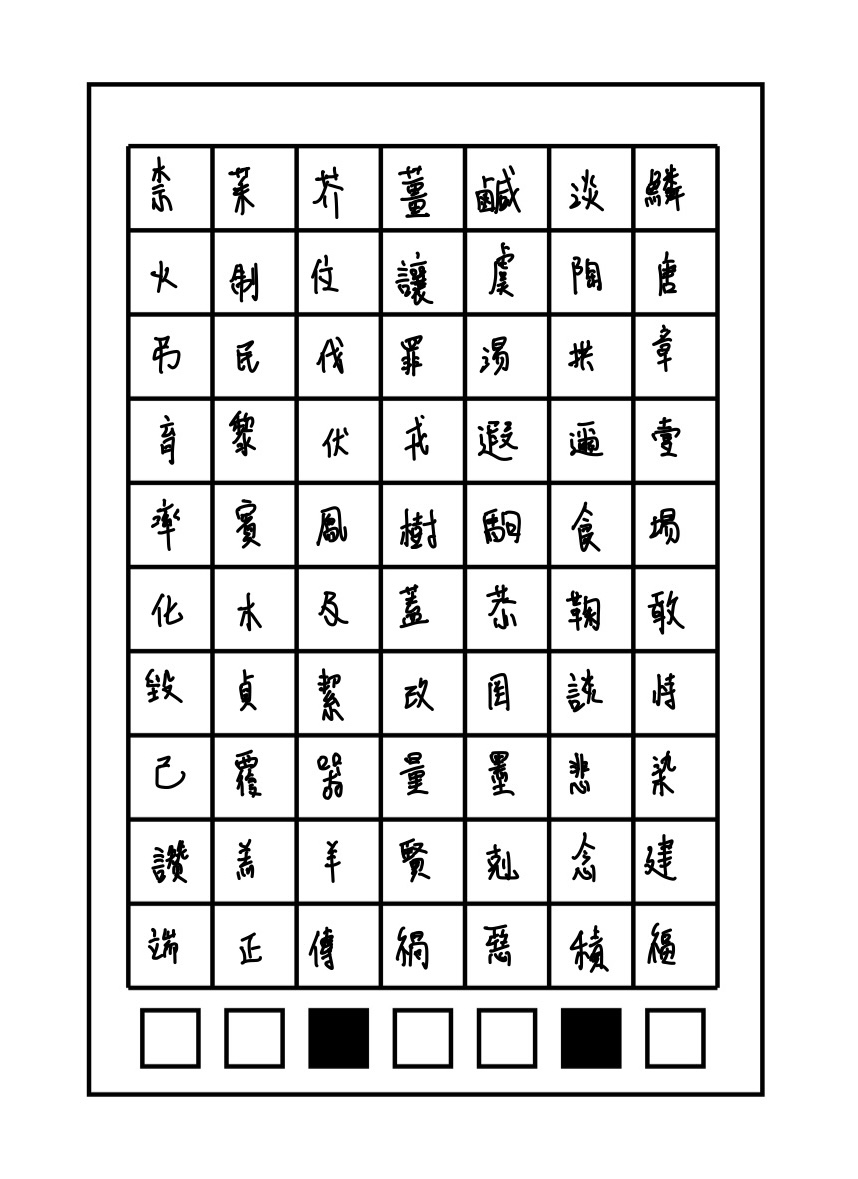 柰菜芥薑鹹淡鱗
火制位讓虞陶唐
弔民伐罪湯拱章
育黎伏戎遐邇壹
率賓鳳樹駒食場
化木及蓋恭鞠敢
毀貞絜改罔談恃
己覆器量墨悲染
讚羔羊賢剋念建
端正傳禍惡積福